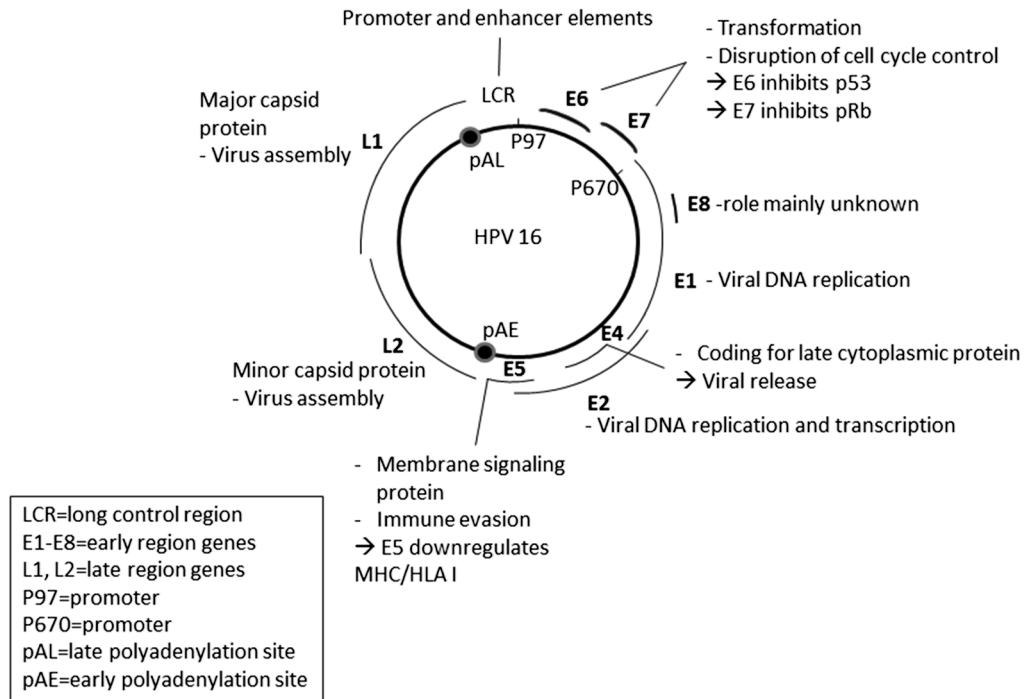 Promoter and enhancer elements
- Transformation
- Disruption of cell cycle control
→ E6 inhibits p53
→ E7 inhibits pRb
LCR
E6
E7
Major capsid
protein
- Virus assembly
L1
P97
pAL
P670
E8 -role mainly unknown
HPV 16
E1 - Viral DNA replication
pAE
E4
L2
E5
- Coding for late cytoplasmic protein
→ Viral release
Minor capsid protein
- Virus assembly
E2
- Viral DNA replication and transcription
- Membrane signaling
protein
- Immune evasion
→ E5 downregulates
MHC/HLA I
LCR=long control region
E1-E8=early region genes
L1, L2=late region genes
P97=promoter
P670=promoter
pAL=late polyadenylation site
pAE=early polyadenylation site